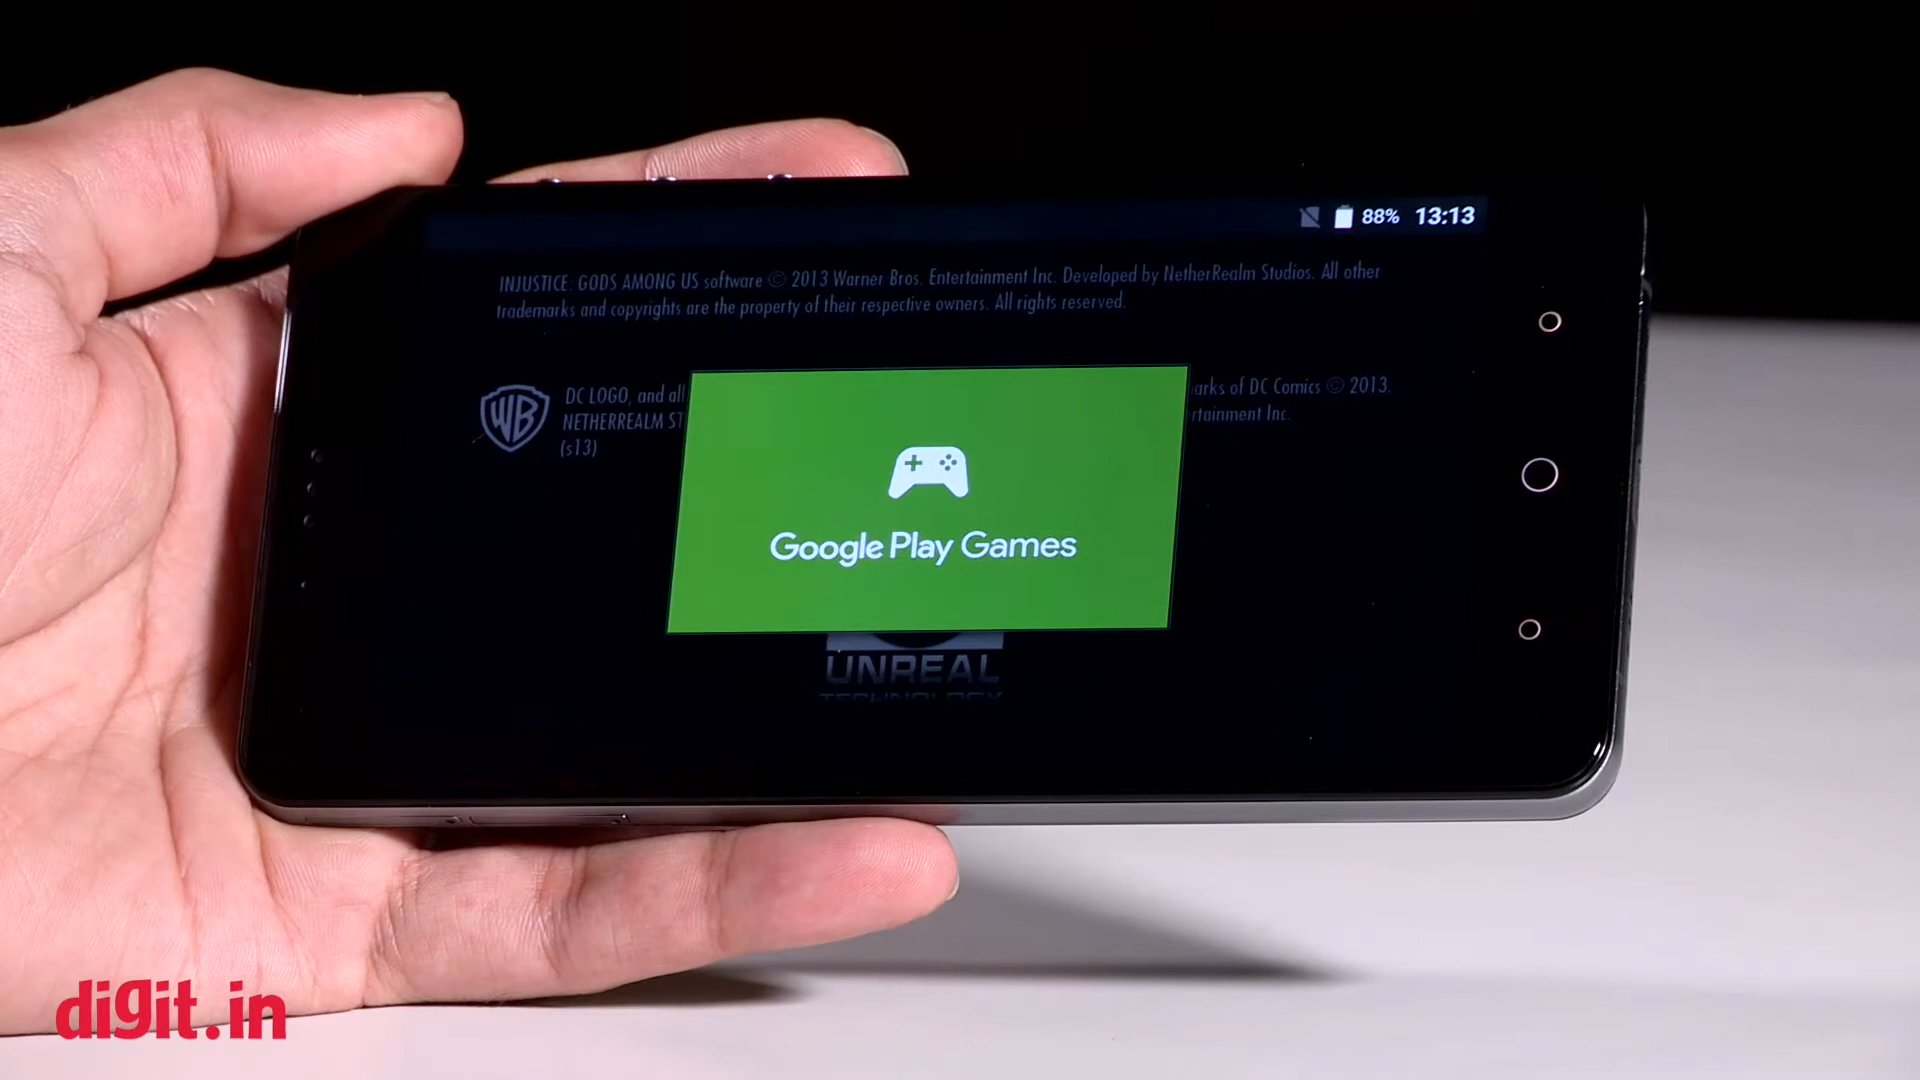 88% 13:13
INJUSTICE: GODS AMONG US software © 2013 Warner Bros. Entertainment Inc. Developed by NetherRealm Studios. All other
trademarks and copyrights are the property of their respective owners. All rights reserved.
WB
DC LOGO, and all
arks of DC Comics © 2013.
NETHERREALM ST
rtainment Inc.
(s13)
Google Play Games
UNREAL
TECHNOLOGY
digit.in